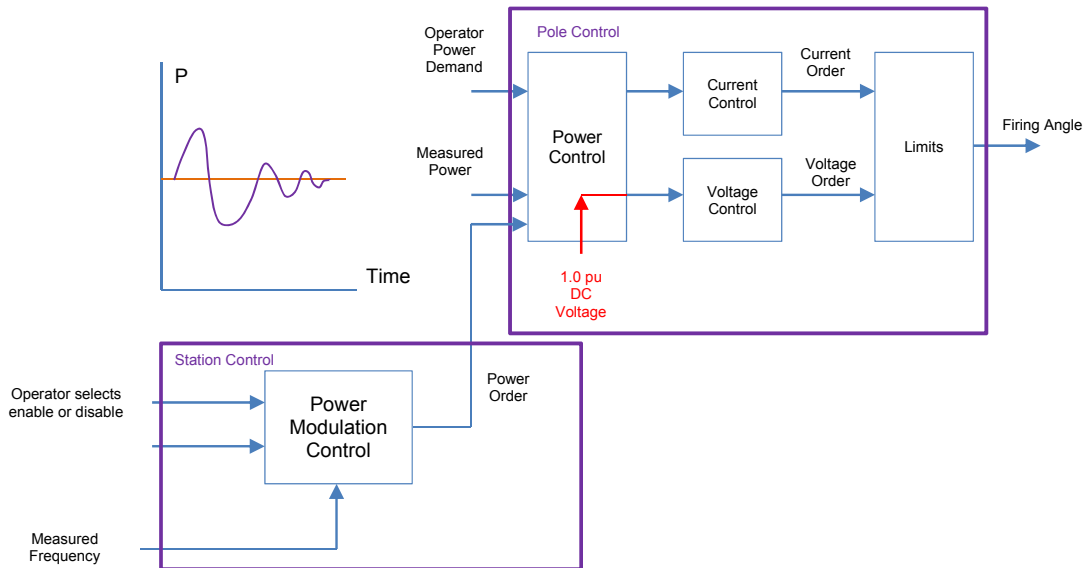 P
Time
Pole Control
Operator
Power
Demand
Measured
Power
Power
Control
1.0 pu
DC
Voltage
Current
Control
Voltage
Control
Current
Order
Voltage
Order
Limits
Firing Angle
Station Control
Operator selects
enable or disable
Power
Modulation
Control
Power
Order
Measured
Frequency